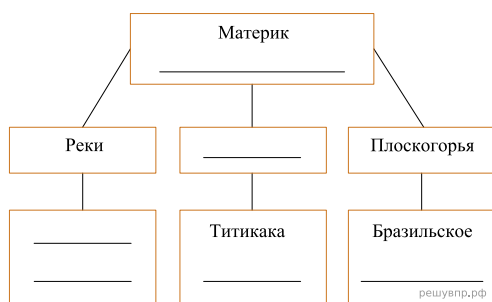 Материк
Реки
Плоскогорья
Титикака
Бразильское
решувпр.рф